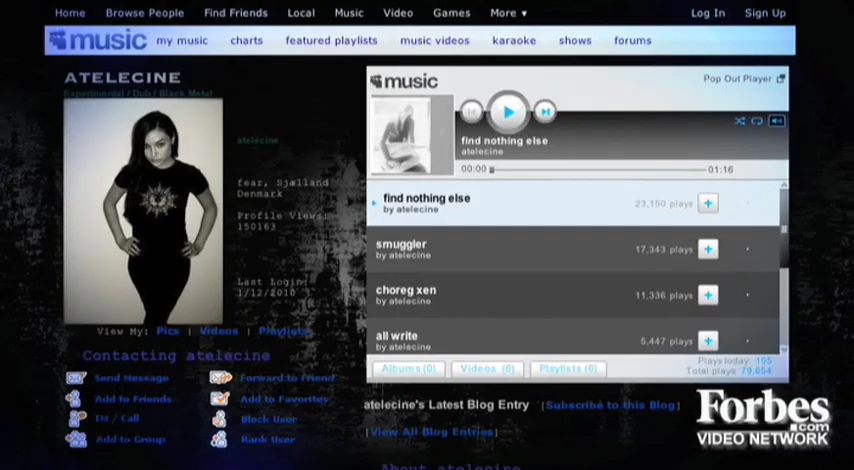 Home Browse People Find Friends Local Music Video Games More ▾ Log In Sign Up
music my music charts featured playlists music videos karaoke shows forums
ATELECINE
Experimental / Dub / Black Metal
atelecine
fear, Sjælland
Denmark
Profile Views:
150163
Last Login:
1/12/2010
View My: Pics | Videos | Playlists
Contacting atelecine
Send Message Forward to Friend
Add to Friends Add to Favorites
IM / Call Block User
Add to Group Rank User
music Pop Out Player
find nothing else
atelecine
00:00 01:16
find nothing else
by atelecine
23,150 plays +
smuggler
by atelecine
17,343 plays +
choreg xen
by atelecine
11,336 plays +
all write
by atelecine
5,447 plays +
Albums (0) Videos (0) Playlists (0)
Plays today: 155
Total plays: 79,654
atelecine's Latest Blog Entry [Subscribe to this Blog]
[View All Blog Entries]
About atelecine
Forbes
.com
VIDEO NETWORK